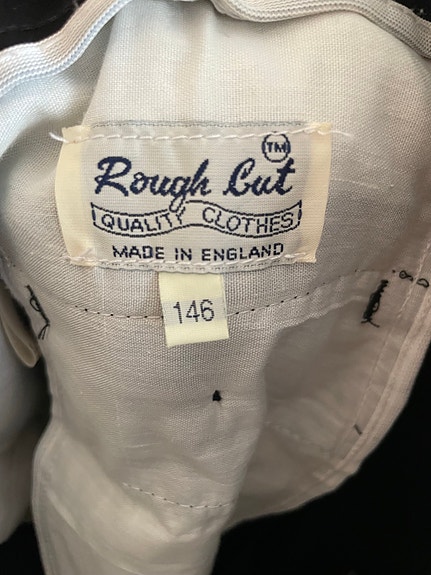 TM
Rough Cut
QUALITY CLOTHES
MADE IN ENGLAND
146